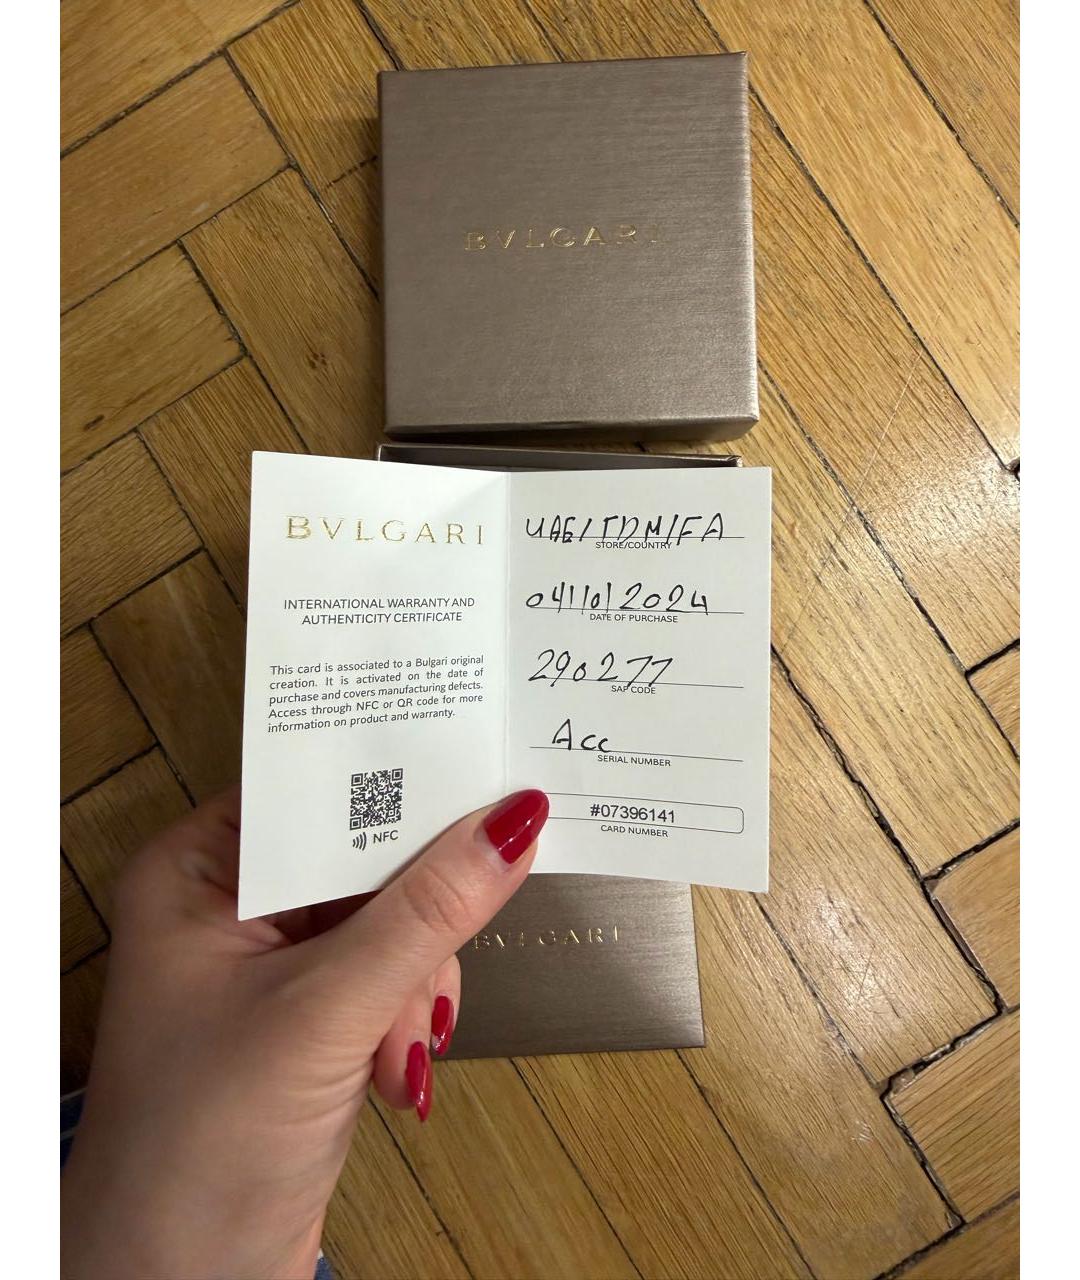 BVLGARI
BVLGARI
INTERNATIONAL WARRANTY AND
AUTHENTICITY CERTIFICATE
This card is associated to a Bulgari original
creation. It is activated on the date of
purchase and covers manufacturing defects.
Access through NFC or QR code for more
information on product and warranty.
NFC
UAE/TDM/FA
STORE/COUNTRY
04/10/2024
DATE OF PURCHASE
290277
SAP CODE
Acc
SERIAL NUMBER
#07396141
CARD NUMBER
BVLGARI